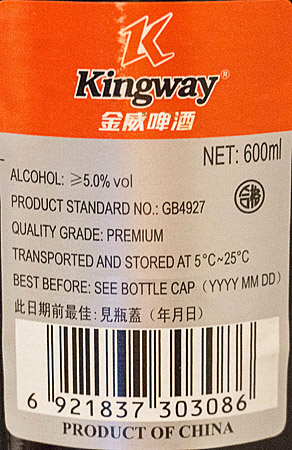 Kingway®
金威啤酒
NET: 600ml
ALCOHOL: ≥5.0% vol
PRODUCT STANDARD NO.: GB4927
QUALITY GRADE: PREMIUM
TRANSPORTED AND STORED AT 5°C~25°C
BEST BEFORE: SEE BOTTLE CAP (YYYY MM DD)
此日期前最佳: 見瓶蓋 (年月日)
6 921837 303086
PRODUCT OF CHINA